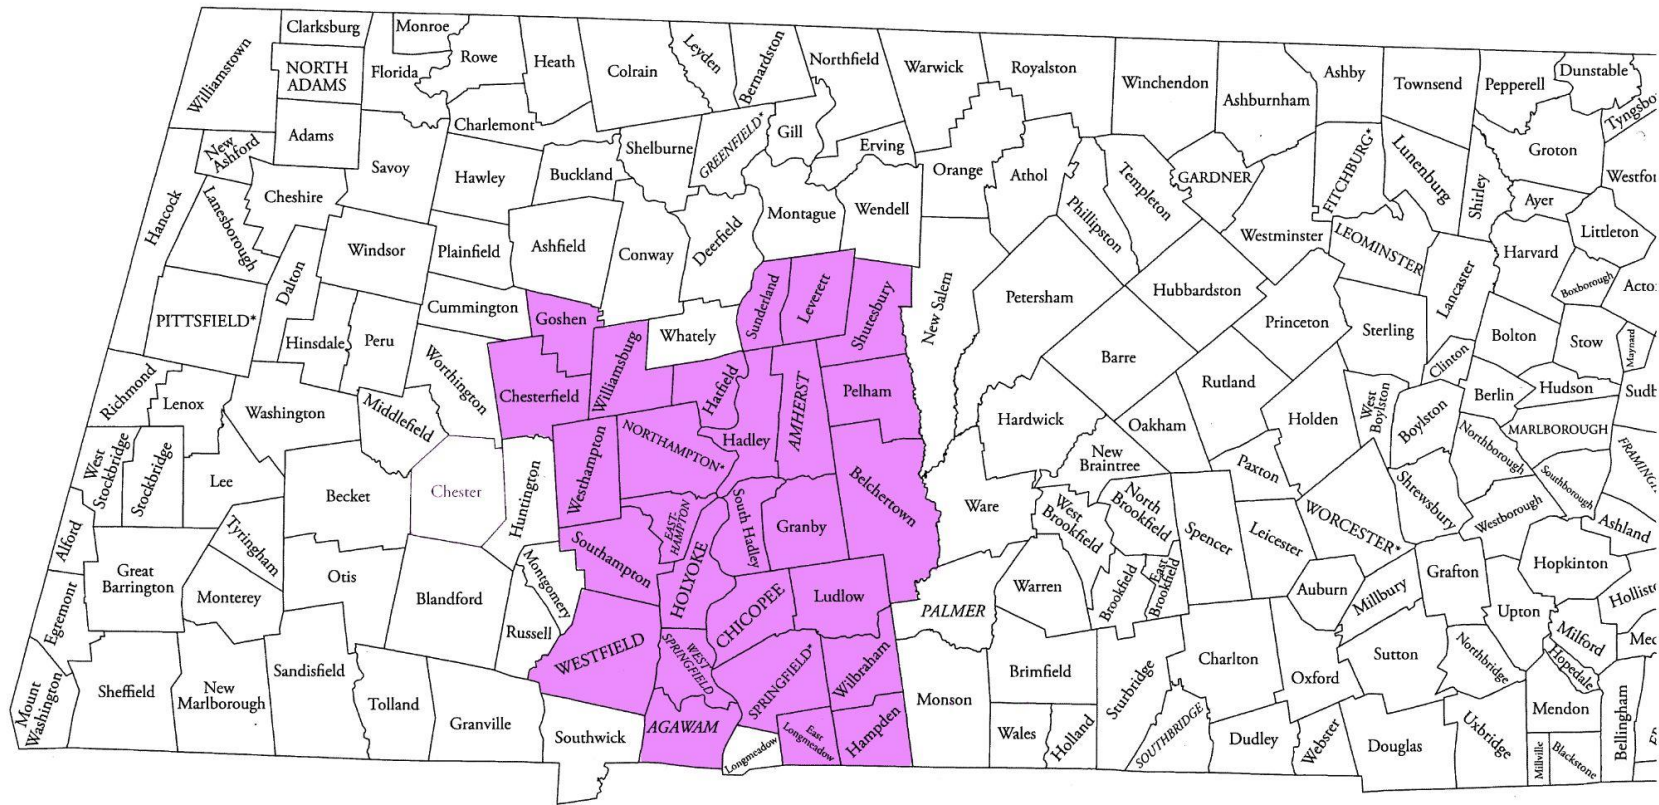 Williamstown
Clarksburg
Monroe
NORTH
ADAMS
Florida
Rowe
Heath
Colrain
Leyden
Bernardston
Northfield
Warwick
Royalston
Winchendon
Ashburnham
Ashby
Townsend
Pepperell
Dunstable
Tyngsbo
New
Ashford
Adams
Charlemont
Savoy
Hawley
Buckland
Shelburne
GREENFIELD*
Gill
Erving
Orange
Athol
Phillipston
Templeton
GARDNER
Westminster
FITCHBURG*
Lunenburg
Shirley
Groton
Ayer
Westfor
Littleton
Hancock
Lanesborough
Cheshire
Dalton
Windsor
Plainfield
Ashfield
Conway
Deerfield
Montague
Wendell
New Salem
Petersham
Hubbardston
LEOMINSTER
Lancaster
Harvard
Boxborough
Acto
PITTSFIELD*
Hinsdale
Peru
Cummington
Goshen
Whately
Sunderland
Leverett
Shutesbury
Barre
Princeton
Sterling
Clinton
Bolton
Stow
Maynard
Richmond
Lenox
Washington
Middlefield
Worthington
Chesterfield
Williamsburg
Hatfield
Hadley
AMHERST
Pelham
Hardwick
Oakham
Rutland
Holden
West
Boylston
Boylston
Berlin
Hudson
Sudb
MARLBOROUGH
Northborough
Southborough
FRAMING
West
Stockbridge
Stockbridge
Lee
Becket
Chester
Huntington
Westhampton
NORTHAMPTON*
EAST-
HAMPTON
South Hadley
Granby
Belchertown
Ware
New
Braintree
West
Brookfield
North
Brookfield
Spencer
Paxton
Leicester
WORCESTER*
Shrewsbury
Westborough
Ashland
Alford
Great
Barrington
Tyringham
Monterey
Otis
Blandford
Montgomery
Russell
Southampton
HOLYOKE
CHICOPEE
Ludlow
PALMER
Warren
Brookfield
East
Brookfield
Auburn
Millbury
Grafton
Upton
Hopkinton
Hollisto
Milford
Hopedale
Med
Egremont
Mount
Washington
Sheffield
New
Marlborough
Sandisfield
Tolland
Granville
Southwick
WESTFIELD
WEST
SPRINGFIELD
AGAWAM
Longmeadow
SPRINGFIELD*
East
Longmeadow
Wilbraham
Hampden
Monson
Brimfield
Wales
Holland
Sturbridge
SOUTHBRIDGE
Charlton
Dudley
Oxford
Webster
Sutton
Douglas
Northbridge
Uxbridge
Mendon
Millville
Blackstone
Bellingham